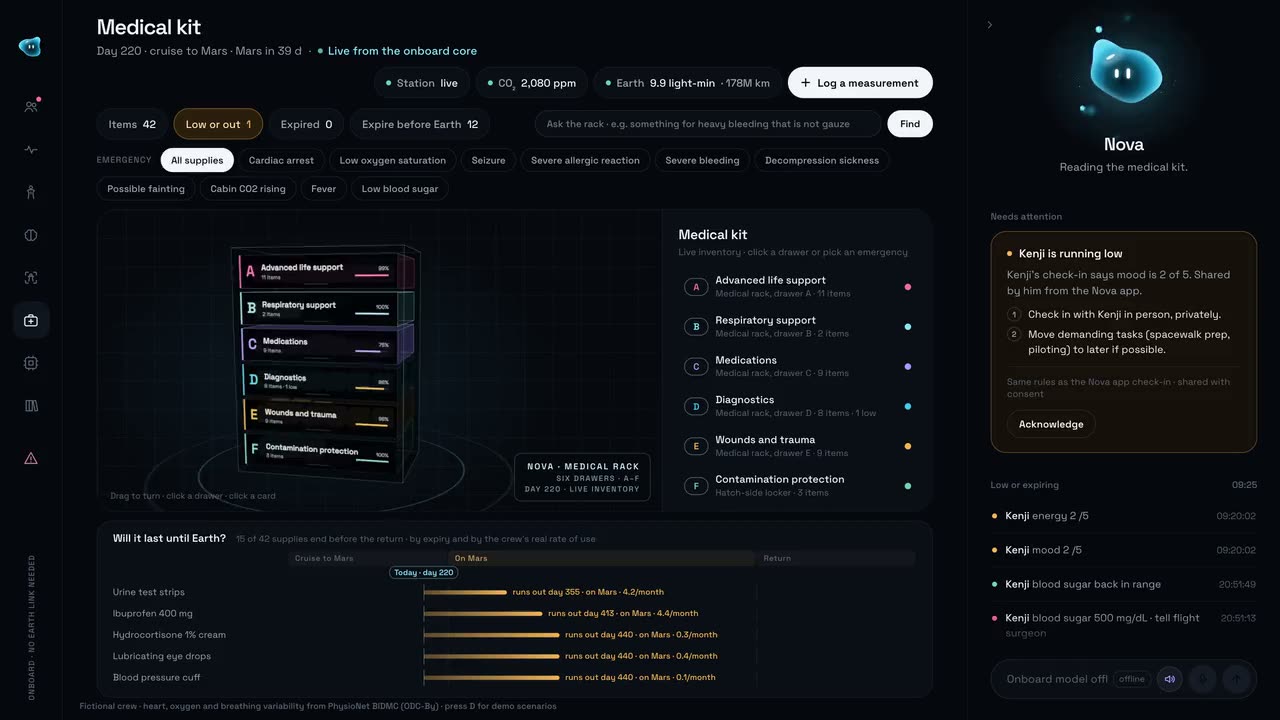 Medical kit
Day 220 · cruise to Mars · Mars in 39 d · Live from the onboard core
Station live
CO₂ 2,080 ppm
Earth 9.9 light-min · 178M km
+ Log a measurement
Items 42
Low or out 1
Expired 0
Expire before Earth 12
Ask the rack · e.g. something for heavy bleeding that is not gauze
Find
EMERGENCY
All supplies
Cardiac arrest
Low oxygen saturation
Seizure
Severe allergic reaction
Severe bleeding
Decompression sickness
Possible fainting
Cabin CO2 rising
Fever
Low blood sugar
A Advanced life support
11 items
B Respiratory support 100%
2 items
C Medications 75%
9 items
D Diagnostics
8 items · 1 low
E Wounds and trauma
9 items
F Contamination protection 100%
3 items
NOVA · MEDICAL RACK
SIX DRAWERS · A–F
DAY 220 · LIVE INVENTORY
Drag to turn · click a drawer · click a card
Medical kit
Live inventory · click a drawer or pick an emergency
A Advanced life support
Medical rack, drawer A · 11 items
B Respiratory support
Medical rack, drawer B · 2 items
C Medications
Medical rack, drawer C · 9 items
D Diagnostics
Medical rack, drawer D · 8 items · 1 low
E Wounds and trauma
Medical rack, drawer E · 9 items
F Contamination protection
Hatch-side locker · 3 items
Will it last until Earth? 15 of 42 supplies end before the return · by expiry and by the crew's real rate of use
Cruise to Mars
On Mars
Return
Today · day 220
Urine test strips runs out day 355 · on Mars · 4.2/month
Ibuprofen 400 mg runs out day 413 · on Mars · 4.4/month
Hydrocortisone 1% cream runs out day 440 · on Mars · 0.3/month
Lubricating eye drops runs out day 440 · on Mars · 0.4/month
Blood pressure cuff runs out day 440 · on Mars · 0.1/month
Fictional crew · heart, oxygen and breathing variability from PhysioNet BIDMC (ODC-By) · press D for demo scenarios
ONBOARD · NO EARTH LINK NEEDED
Nova
Reading the medical kit.
Needs attention
Kenji is running low
Kenji's check-in says mood is 2 of 5. Shared
by him from the Nova app.
1 Check in with Kenji in person, privately.
2 Move demanding tasks (spacewalk prep,
piloting) to later if possible.
Same rules as the Nova app check-in · shared with
consent
Acknowledge
Low or expiring 09:25
Kenji energy 2 /5 09:20:02
Kenji mood 2 /5 09:20:02
Kenji blood sugar back in range 20:51:49
Kenji blood sugar 500 mg/dL · tell flight 20:51:13
surgeon
Onboard model offl
offline